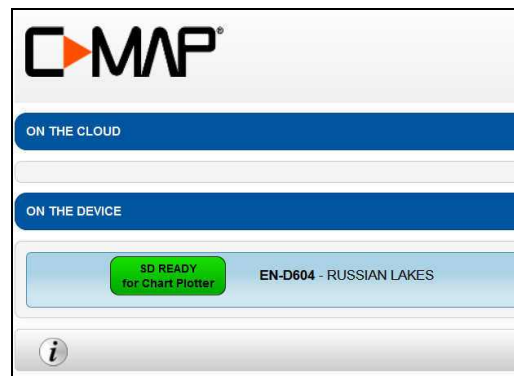 C-MAP®
ON THE CLOUD
ON THE DEVICE
SD READY
for Chart Plotter
EN-D604 - RUSSIAN LAKES
i